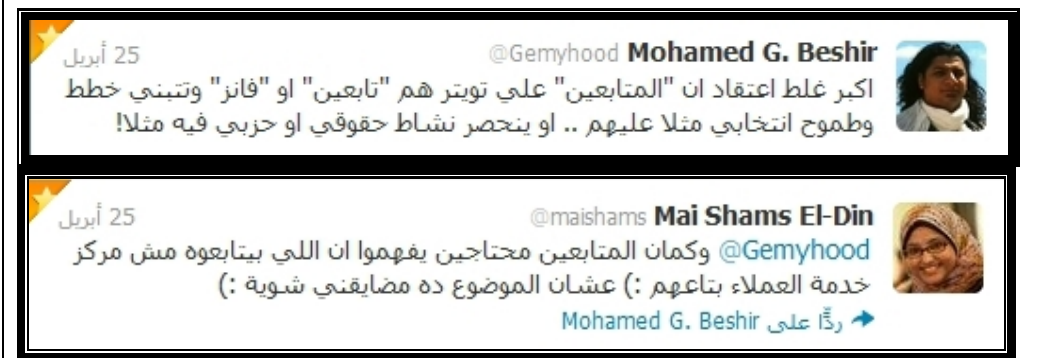 Mohamed G. Beshir @Gemyhood 25 أبريل
اكبر غلط اعتقاد ان "المتابعين" علي تويتر هم "تابعين" او "فانز" وتتبني خطط
وطموح انتخابي مثلا عليهم .. او ينحصر نشاط حقوقي او حزبي فيه مثلا!
Mai Shams El-Din @maishams 25 أبريل
@Gemyhood وكمان المتابعين محتاجين يفهموا ان اللي بيتابعوه مش مركز
خدمة العملاء بتاعهم :) عشان الموضوع ده مضايقني شوية :)
ردًّا على Mohamed G. Beshir